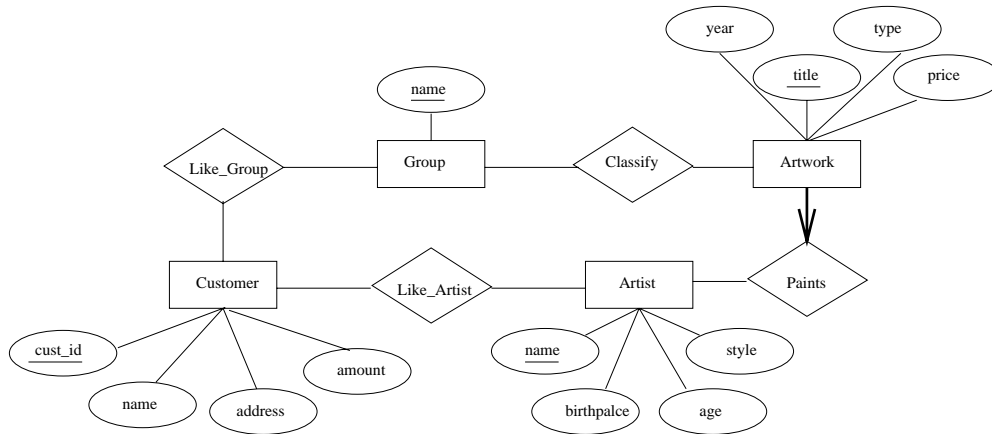 year
type
title
price
name
Like_Group
Group
Classify
Artwork
Customer
Like_Artist
Artist
Paints
cust_id
name
address
amount
name
birthpalce
age
style